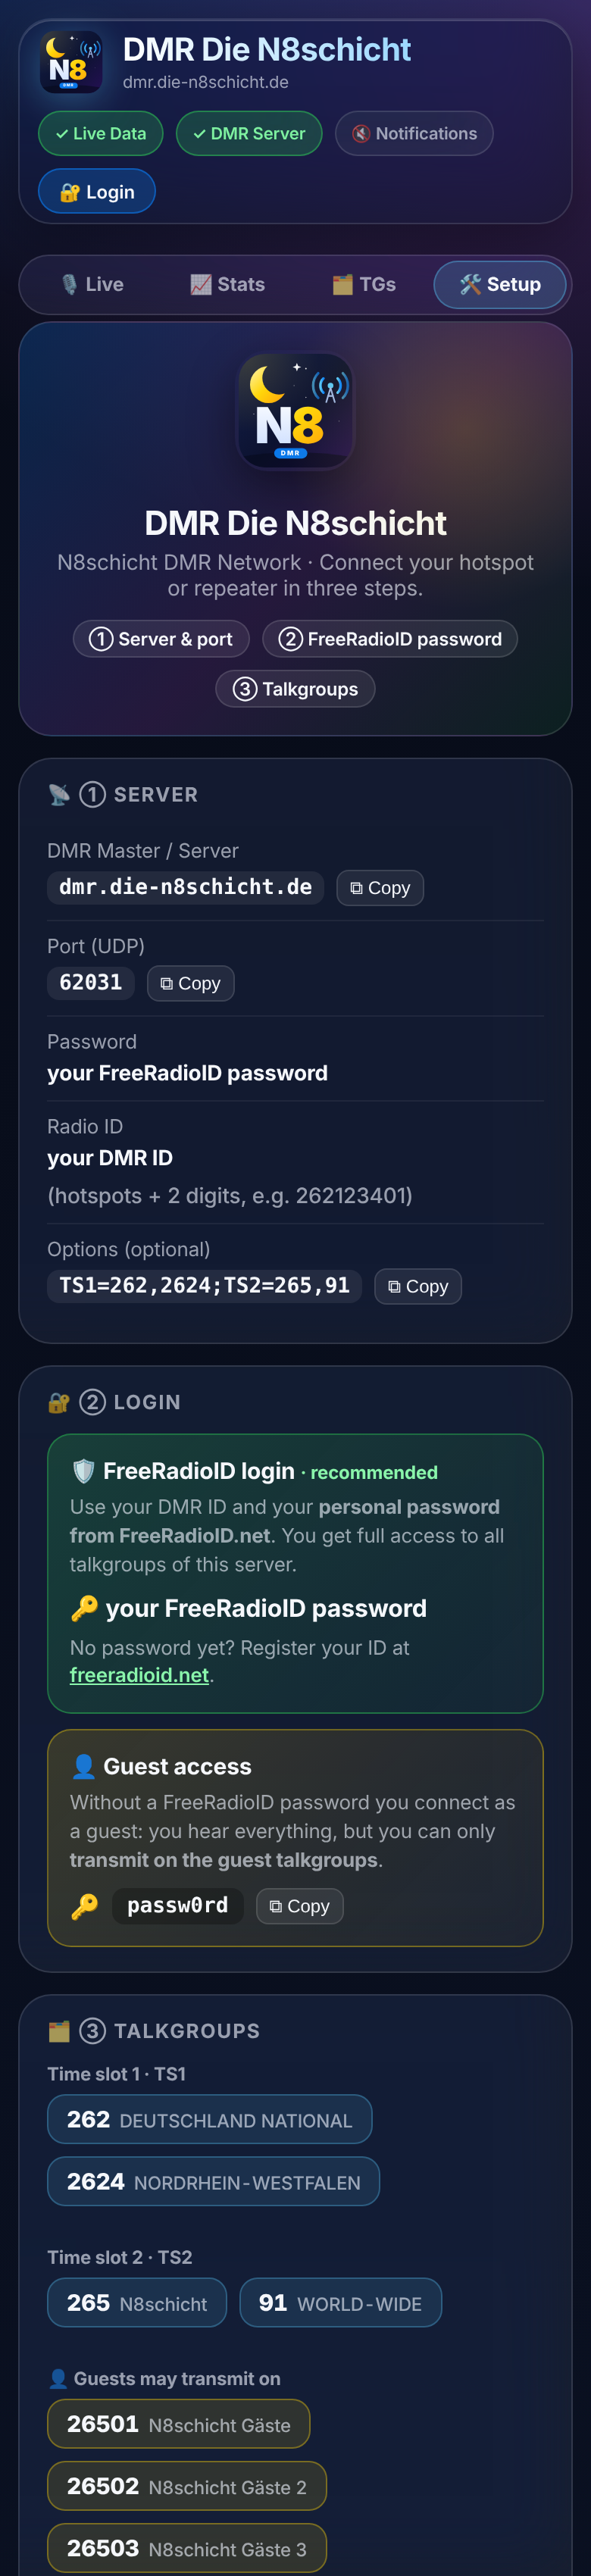 N8
DMR
DMR Die N8schicht
dmr.die-n8schicht.de
✓ Live Data
✓ DMR Server
🔇 Notifications
🔐 Login
🎙️ Live
📈 Stats
🗂️ TGs
🛠️ Setup
N8
DMR
DMR Die N8schicht
N8schicht DMR Network · Connect your hotspot
or repeater in three steps.
① Server & port
② FreeRadioID password
③ Talkgroups
📡 ① SERVER
DMR Master / Server
dmr.die-n8schicht.de ⧉ Copy
Port (UDP)
62031 ⧉ Copy
Password
your FreeRadioID password
Radio ID
your DMR ID
(hotspots + 2 digits, e.g. 262123401)
Options (optional)
TS1=262,2624;TS2=265,91 ⧉ Copy
🔐 ② LOGIN
🛡️ FreeRadioID login · recommended
Use your DMR ID and your personal password
from FreeRadioID.net. You get full access to all
talkgroups of this server.
🔑 your FreeRadioID password
No password yet? Register your ID at
freeradioid.net.
👤 Guest access
Without a FreeRadioID password you connect as
a guest: you hear everything, but you can only
transmit on the guest talkgroups.
🔑 passw0rd ⧉ Copy
🗂️ ③ TALKGROUPS
Time slot 1 · TS1
262 DEUTSCHLAND NATIONAL
2624 NORDRHEIN-WESTFALEN
Time slot 2 · TS2
265 N8schicht
91 WORLD-WIDE
👤 Guests may transmit on
26501 N8schicht Gäste
26502 N8schicht Gäste 2
26503 N8schicht Gäste 3